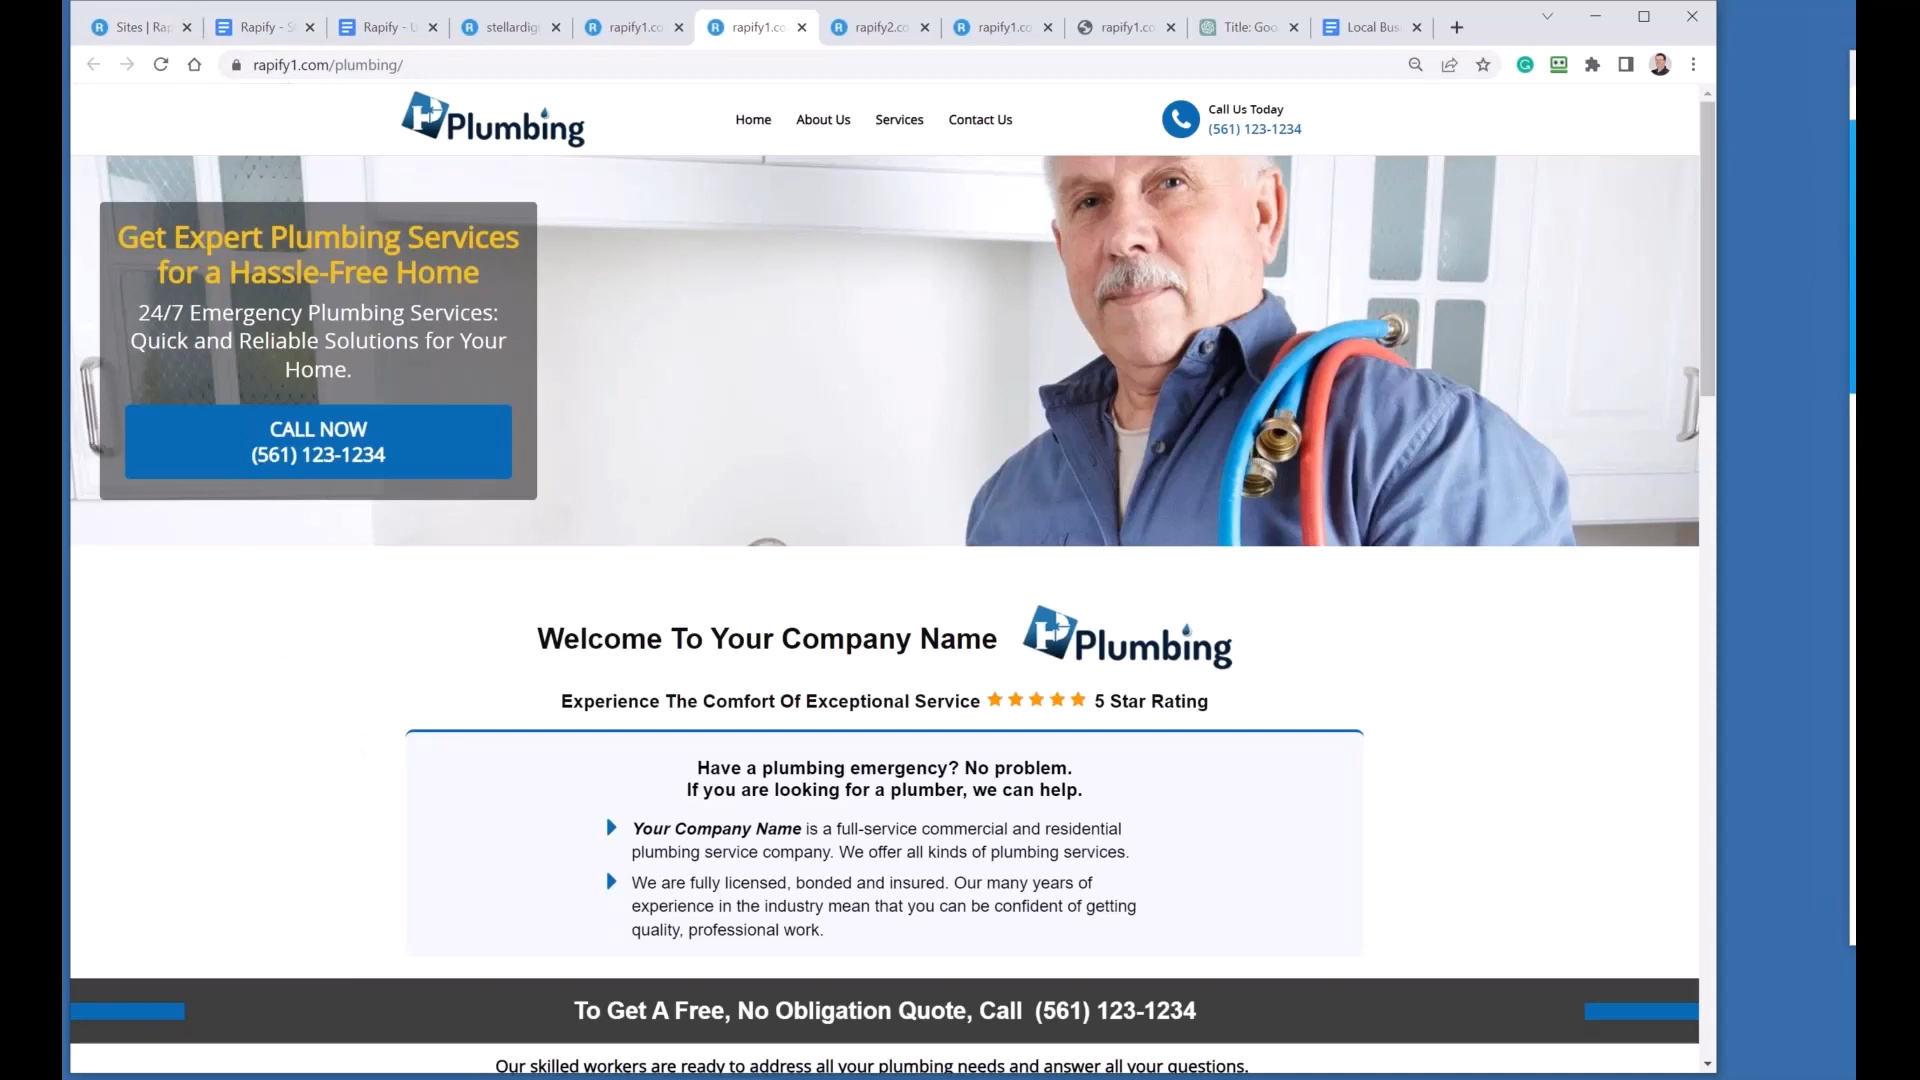 Sites | Rap
Rapify - S
Rapify - U
stellardigi
rapify1.co
rapify1.co
rapify2.co
rapify1.co
rapify1.co
Title: Goo
Local Bus
rapify1.com/plumbing/
Plumbing
Home
About Us
Services
Contact Us
Call Us Today
(561) 123-1234
Get Expert Plumbing Services
for a Hassle-Free Home
24/7 Emergency Plumbing Services:
Quick and Reliable Solutions for Your
Home.
CALL NOW
(561) 123-1234
Welcome To Your Company Name
Plumbing
Experience The Comfort Of Exceptional Service
5 Star Rating
Have a plumbing emergency? No problem.
If you are looking for a plumber, we can help.
Your Company Name is a full-service commercial and residential
plumbing service company. We offer all kinds of plumbing services.
We are fully licensed, bonded and insured. Our many years of
experience in the industry mean that you can be confident of getting
quality, professional work.
To Get A Free, No Obligation Quote, Call (561) 123-1234
Our skilled workers are ready to address all your plumbing needs and answer all your questions.